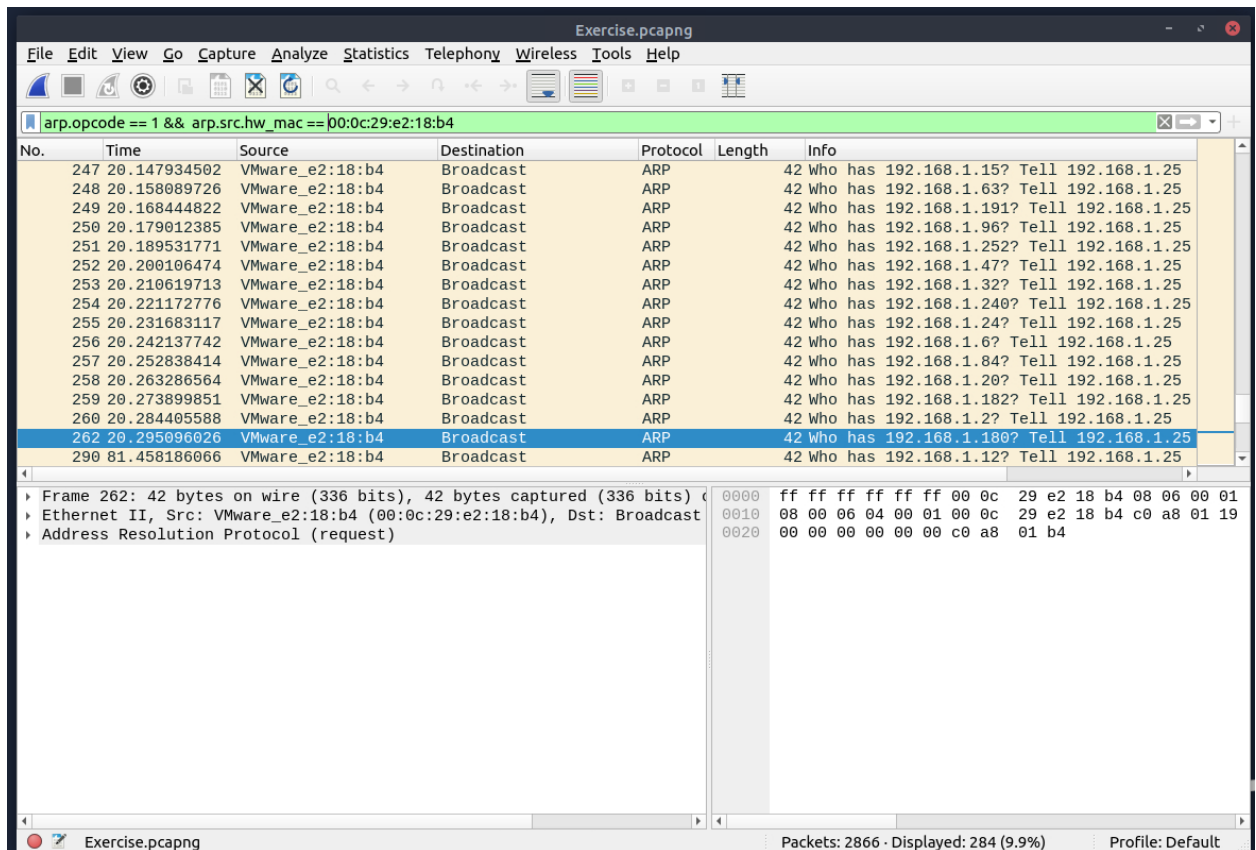 Exercise.pcapng
File Edit View Go Capture Analyze Statistics Telephony Wireless Tools Help
arp.opcode == 1 && arp.src.hw_mac == 00:0c:29:e2:18:b4
No. Time Source Destination Protocol Length Info
247 20.147934502 VMware_e2:18:b4 Broadcast ARP 42 Who has 192.168.1.15? Tell 192.168.1.25
248 20.158089726 VMware_e2:18:b4 Broadcast ARP 42 Who has 192.168.1.63? Tell 192.168.1.25
249 20.168444822 VMware_e2:18:b4 Broadcast ARP 42 Who has 192.168.1.191? Tell 192.168.1.25
250 20.179012385 VMware_e2:18:b4 Broadcast ARP 42 Who has 192.168.1.96? Tell 192.168.1.25
251 20.189531771 VMware_e2:18:b4 Broadcast ARP 42 Who has 192.168.1.252? Tell 192.168.1.25
252 20.200106474 VMware_e2:18:b4 Broadcast ARP 42 Who has 192.168.1.47? Tell 192.168.1.25
253 20.210619713 VMware_e2:18:b4 Broadcast ARP 42 Who has 192.168.1.32? Tell 192.168.1.25
254 20.221172776 VMware_e2:18:b4 Broadcast ARP 42 Who has 192.168.1.240? Tell 192.168.1.25
255 20.231683117 VMware_e2:18:b4 Broadcast ARP 42 Who has 192.168.1.24? Tell 192.168.1.25
256 20.242137742 VMware_e2:18:b4 Broadcast ARP 42 Who has 192.168.1.6? Tell 192.168.1.25
257 20.252838414 VMware_e2:18:b4 Broadcast ARP 42 Who has 192.168.1.84? Tell 192.168.1.25
258 20.263286564 VMware_e2:18:b4 Broadcast ARP 42 Who has 192.168.1.20? Tell 192.168.1.25
259 20.273899851 VMware_e2:18:b4 Broadcast ARP 42 Who has 192.168.1.182? Tell 192.168.1.25
260 20.284405588 VMware_e2:18:b4 Broadcast ARP 42 Who has 192.168.1.2? Tell 192.168.1.25
262 20.295096026 VMware_e2:18:b4 Broadcast ARP 42 Who has 192.168.1.180? Tell 192.168.1.25
290 81.458186066 VMware_e2:18:b4 Broadcast ARP 42 Who has 192.168.1.12? Tell 192.168.1.25
Frame 262: 42 bytes on wire (336 bits), 42 bytes captured (336 bits)
Ethernet II, Src: VMware_e2:18:b4 (00:0c:29:e2:18:b4), Dst: Broadcast
Address Resolution Protocol (request)
0000 ff ff ff ff ff ff 00 0c 29 e2 18 b4 08 06 00 01
0010 08 00 06 04 00 01 00 0c 29 e2 18 b4 c0 a8 01 19
0020 00 00 00 00 00 00 c0 a8 01 b4
Exercise.pcapng Packets: 2866 · Displayed: 284 (9.9%) Profile: Default